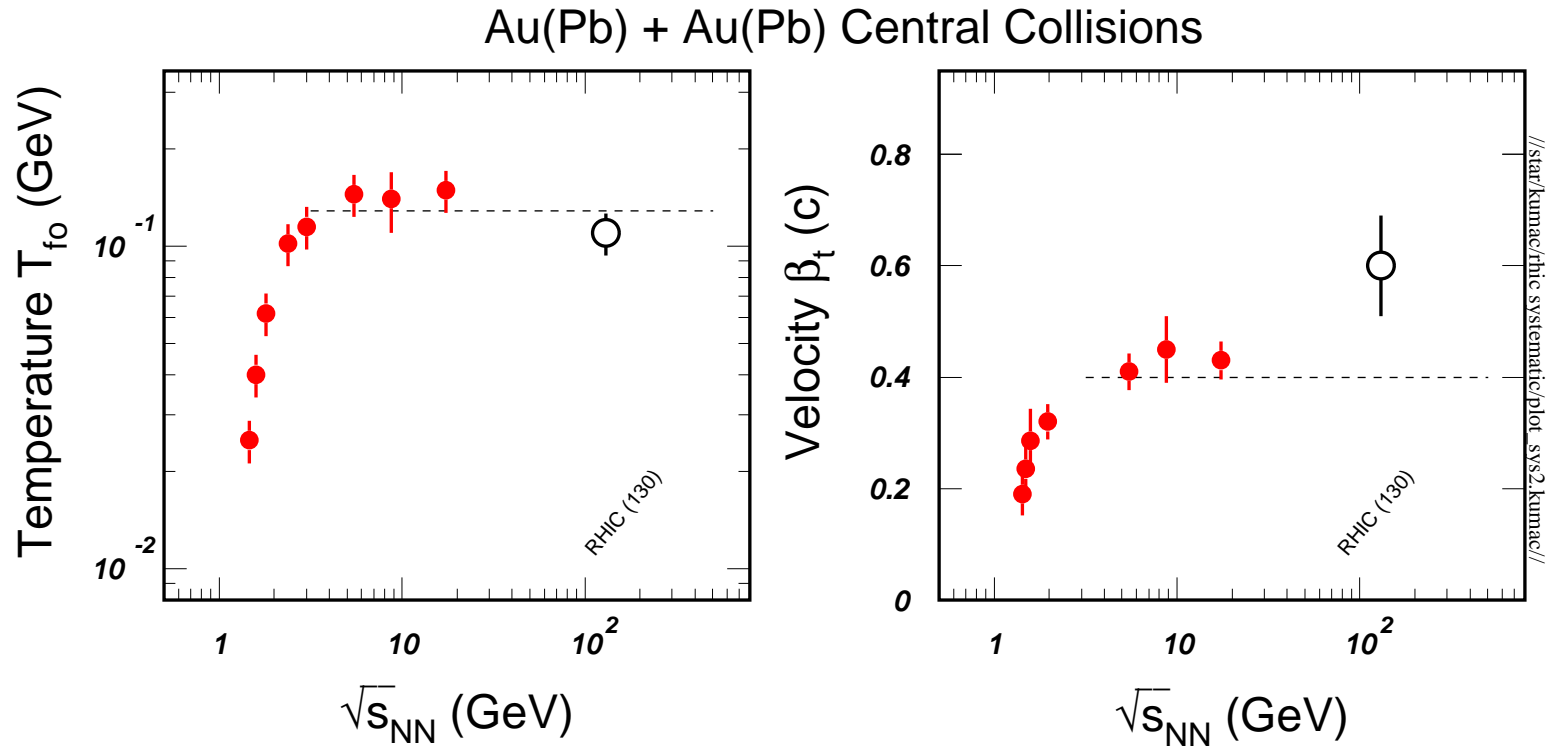 Au(Pb) + Au(Pb) Central Collisions
Temperature T_fo (GeV)
10^-1
10^-2
1
10
10^2
√s_NN (GeV)
RHIC (130)
Velocity β_t (c)
0.8
0.6
0.4
0.2
0
1
10
10^2
√s_NN (GeV)
RHIC (130)
//star/kumac/rhic systematic/plot_sys2.kumac//